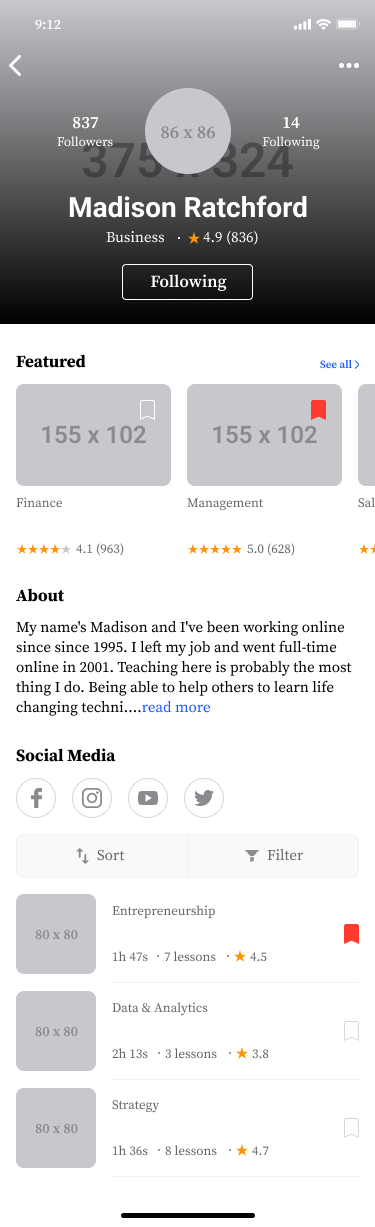 9:12
837
Followers
86 x 86
14
Following
375 x 324
Madison Ratchford
Business · ★ 4.9 (836)
Following
Featured
See all >
155 x 102
155 x 102
Finance
Management
Sal
★★★★★ 4.1 (963)
★★★★★ 5.0 (628)
About
My name's Madison and I've been working online
since since 1995. I left my job and went full-time
online in 2001. Teaching here is probably the most
thing I do. Being able to help others to learn life
changing techni....read more
Social Media
Sort
Filter
80 x 80
Entrepreneurship
1h 47s · 7 lessons · ★ 4.5
80 x 80
Data & Analytics
2h 13s · 3 lessons · ★ 3.8
80 x 80
Strategy
1h 36s · 8 lessons · ★ 4.7